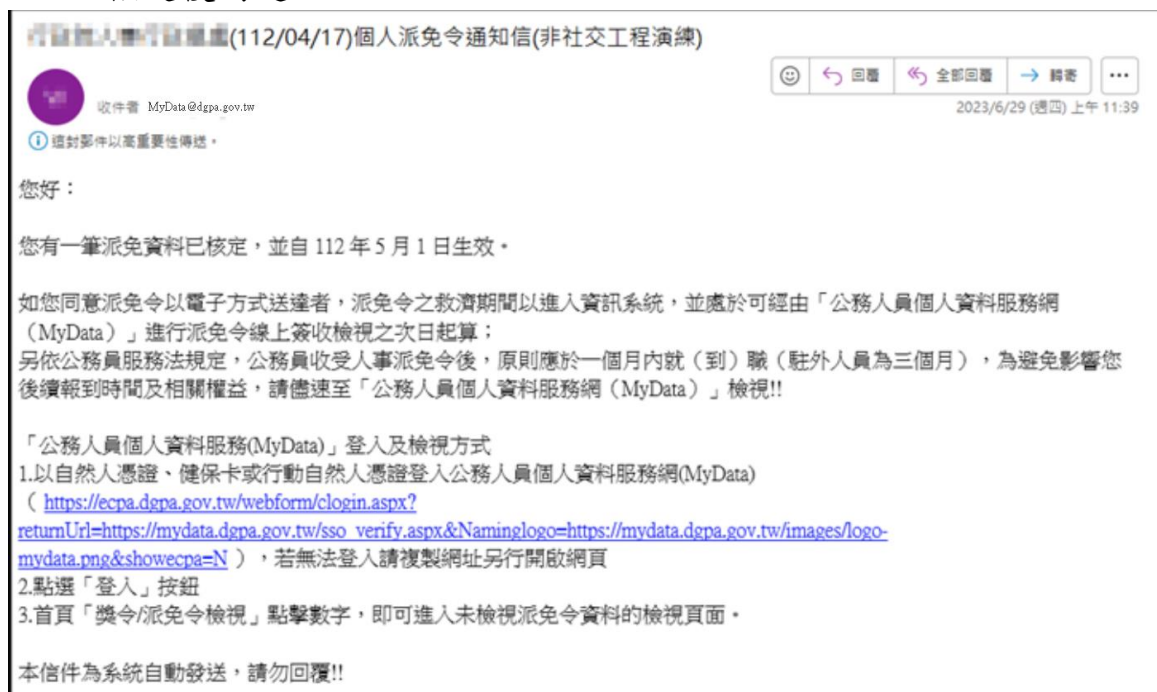 (112/04/17)個人派免令通知信(非社交工程演練)
回覆
全部回覆
轉寄
收件者 MyData@dgpa.gov.tw
2023/6/29 (週四) 上午 11:39
這封郵件以高重要性傳送。
您好：
您有一筆派免資料已核定，並自 112 年 5 月 1 日生效。
如您同意派免令以電子方式送達者，派免令之救濟期間以進入資訊系統，並處於可經由「公務人員個人資料服務網
（MyData）」進行派免令線上簽收檢視之次日起算；
另依公務員服務法規定，公務員收受人事派免令後，原則應於一個月內就（到）職（駐外人員為三個月），為避免影響您
後續報到時間及相關權益，請儘速至「公務人員個人資料服務網（MyData）」檢視!!
「公務人員個人資料服務(MyData)」登入及檢視方式
1.以自然人憑證、健保卡或行動自然人憑證登入公務人員個人資料服務網(MyData)
（ https://ecpa.dgpa.gov.tw/webform/clogin.aspx?
returnUrl=https://mydata.dgpa.gov.tw/sso_verify.aspx&Naminglogo=https://mydata.dgpa.gov.tw/images/logo-
mydata.png&showecpa=N ），若無法登入請複製網址另行開啟網頁
2.點選「登入」按鈕
3.首頁「獎令/派免令檢視」點擊數字，即可進入未檢視派免令資料的檢視頁面。
本信件為系統自動發送，請勿回覆!!